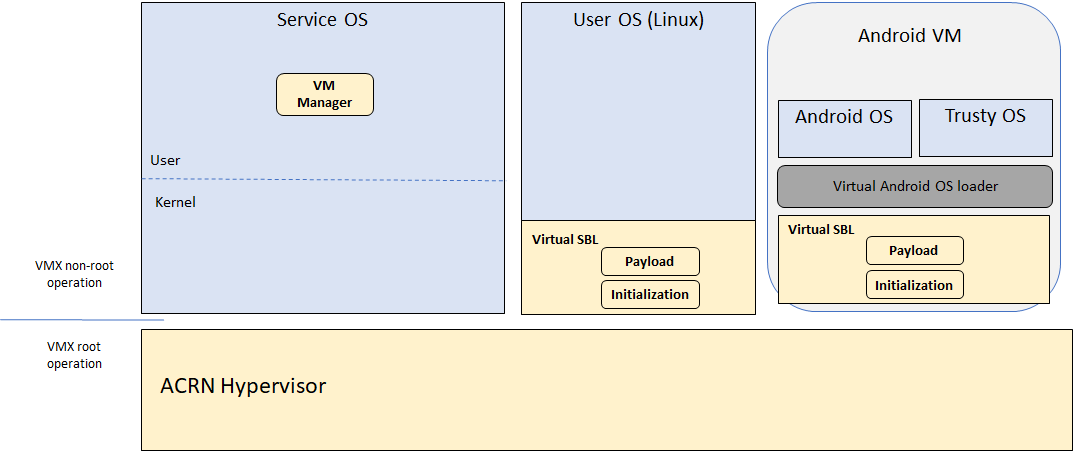 Service OS
VM
Manager
User
Kernel
User OS (Linux)
Virtual SBL
Payload
Initialization
Android VM
Android OS
Trusty OS
Virtual Android OS loader
Virtual SBL
Payload
Initialization
VMX non-root
operation
VMX root
operation
ACRN Hypervisor